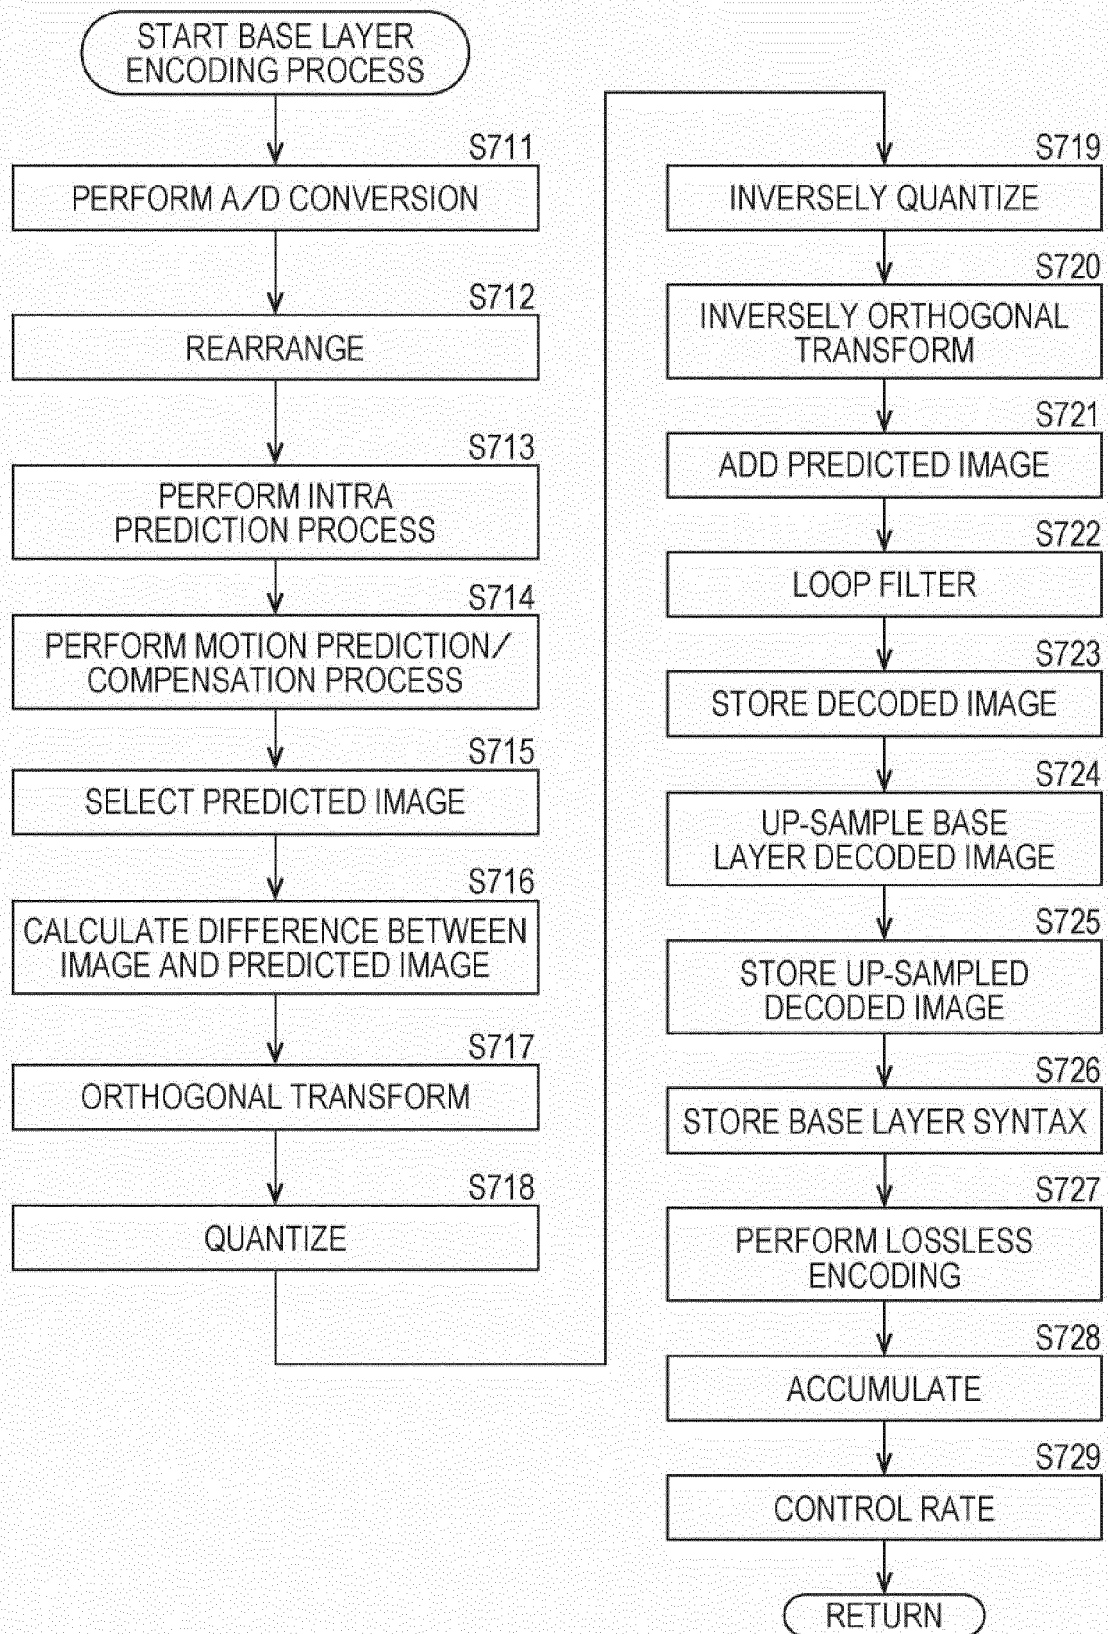 START BASE LAYER
ENCODING PROCESS
S711
PERFORM A/D CONVERSION
S712
REARRANGE
S713
PERFORM INTRA
PREDICTION PROCESS
S714
PERFORM MOTION PREDICTION/
COMPENSATION PROCESS
S715
SELECT PREDICTED IMAGE
S716
CALCULATE DIFFERENCE BETWEEN
IMAGE AND PREDICTED IMAGE
S717
ORTHOGONAL TRANSFORM
S718
QUANTIZE
S719
INVERSELY QUANTIZE
S720
INVERSELY ORTHOGONAL
TRANSFORM
S721
ADD PREDICTED IMAGE
S722
LOOP FILTER
S723
STORE DECODED IMAGE
S724
UP-SAMPLE BASE
LAYER DECODED IMAGE
S725
STORE UP-SAMPLED
DECODED IMAGE
S726
STORE BASE LAYER SYNTAX
S727
PERFORM LOSSLESS
ENCODING
S728
ACCUMULATE
S729
CONTROL RATE
RETURN